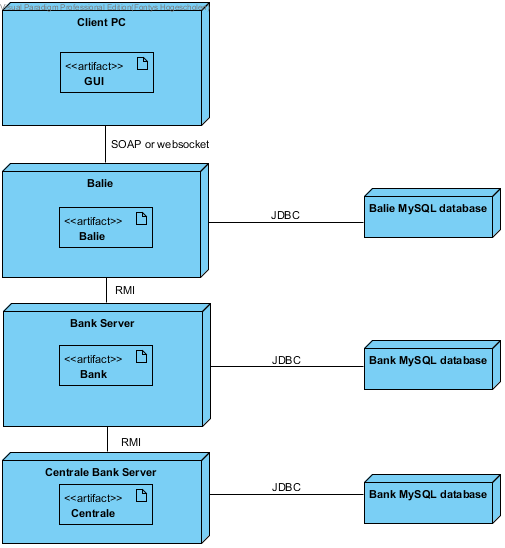 Visual Paradigm Professional Edition(Fontys Hogescholen)
Client PC
<<artifact>>
GUI
SOAP or websocket
Balie
<<artifact>>
Balie
JDBC
Balie MySQL database
RMI
Bank Server
<<artifact>>
Bank
JDBC
Bank MySQL database
RMI
Centrale Bank Server
<<artifact>>
Centrale
JDBC
Bank MySQL database